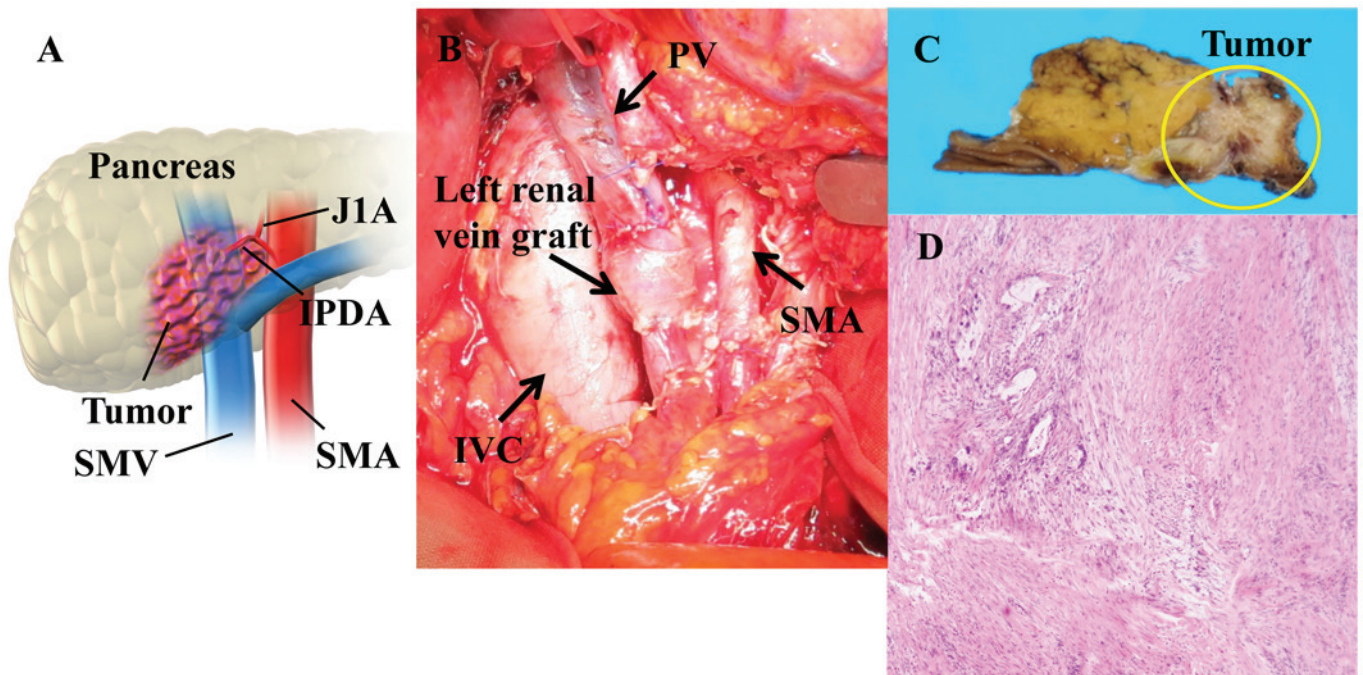 A
Pancreas
J1A
IPDA
Tumor
SMV
SMA
B
PV
Left renal
vein graft
SMA
IVC
C
Tumor
D